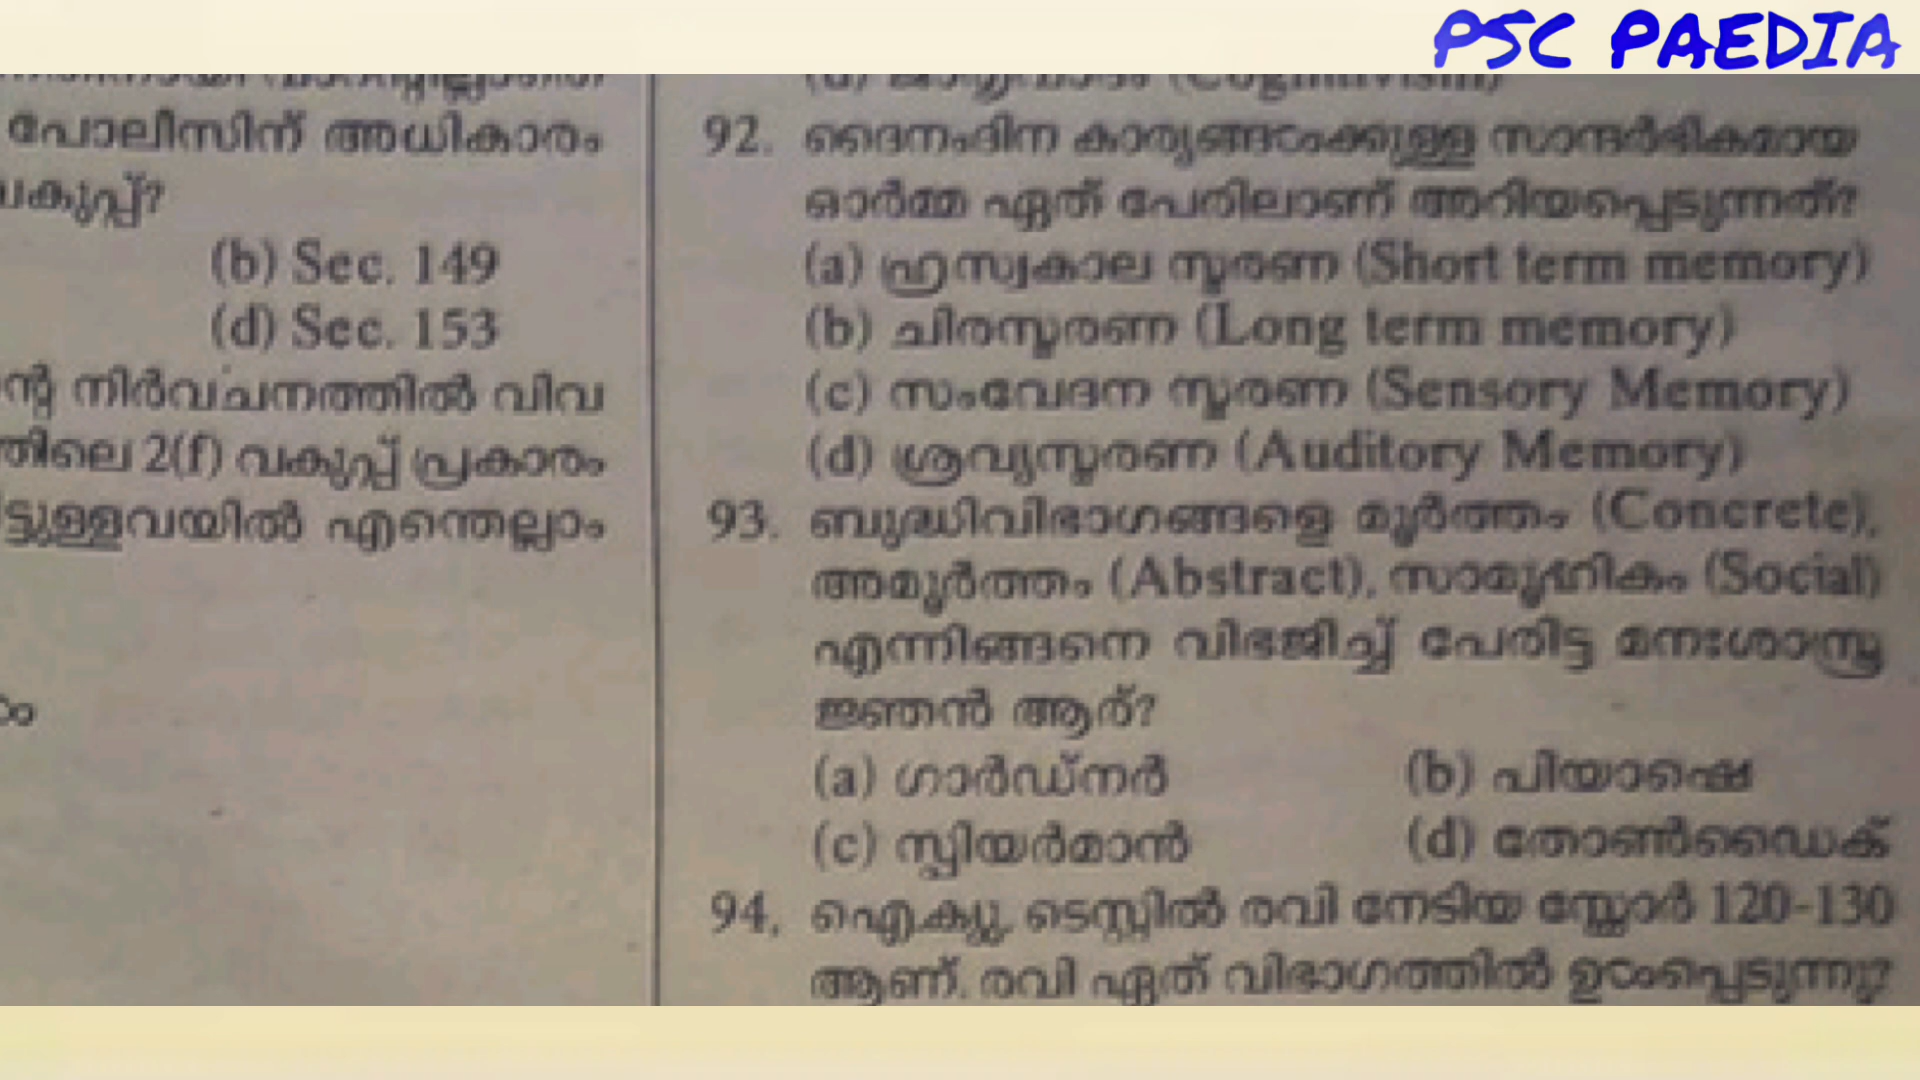 PSC PAEDIA
പോലീസിന് അധികാരം
(b) Sec. 149
(d) Sec. 153
നിർവചനത്തിൽ വിവ
2(f) വകുപ്പ് പ്രകാരം
എന്തെല്ലാം
(Cognitivism)
92. ദൈനംദിന കാര്യങ്ങൾക്കുള്ള സാന്ദർഭികമായ
ഓർമ്മ ഏത് പേരിലാണ് അറിയപ്പെടുന്നത്?
(a) ഹ്രസ്വകാല സ്മരണ (Short term memory)
(b) ചിരസ്മരണ (Long term memory)
(c) സംവേദന സ്മരണ (Sensory Memory)
(d) ശ്രവ്യസ്മരണ (Auditory Memory)
93. ബുദ്ധിവിഭാഗങ്ങളെ മൂർത്തം (Concrete),
അമൂർത്തം (Abstract), സാമൂഹികം (Social)
എന്നിങ്ങനെ വിഭജിച്ച് പേരിട്ട മനഃശാസ്ത്ര
ജ്ഞൻ ആര്?
(a) ഗാർഡ്നർ (b) പിയാഷെ
(c) സ്പിയർമാൻ (d) തോൺഡൈക്
94. ഐ.ക്യു. ടെസ്റ്റിൽ രവി നേടിയ സ്കോർ 120-130
ആണ്. രവി ഏത് വിഭാഗത്തിൽ ഉൾപ്പെടുന്നു?